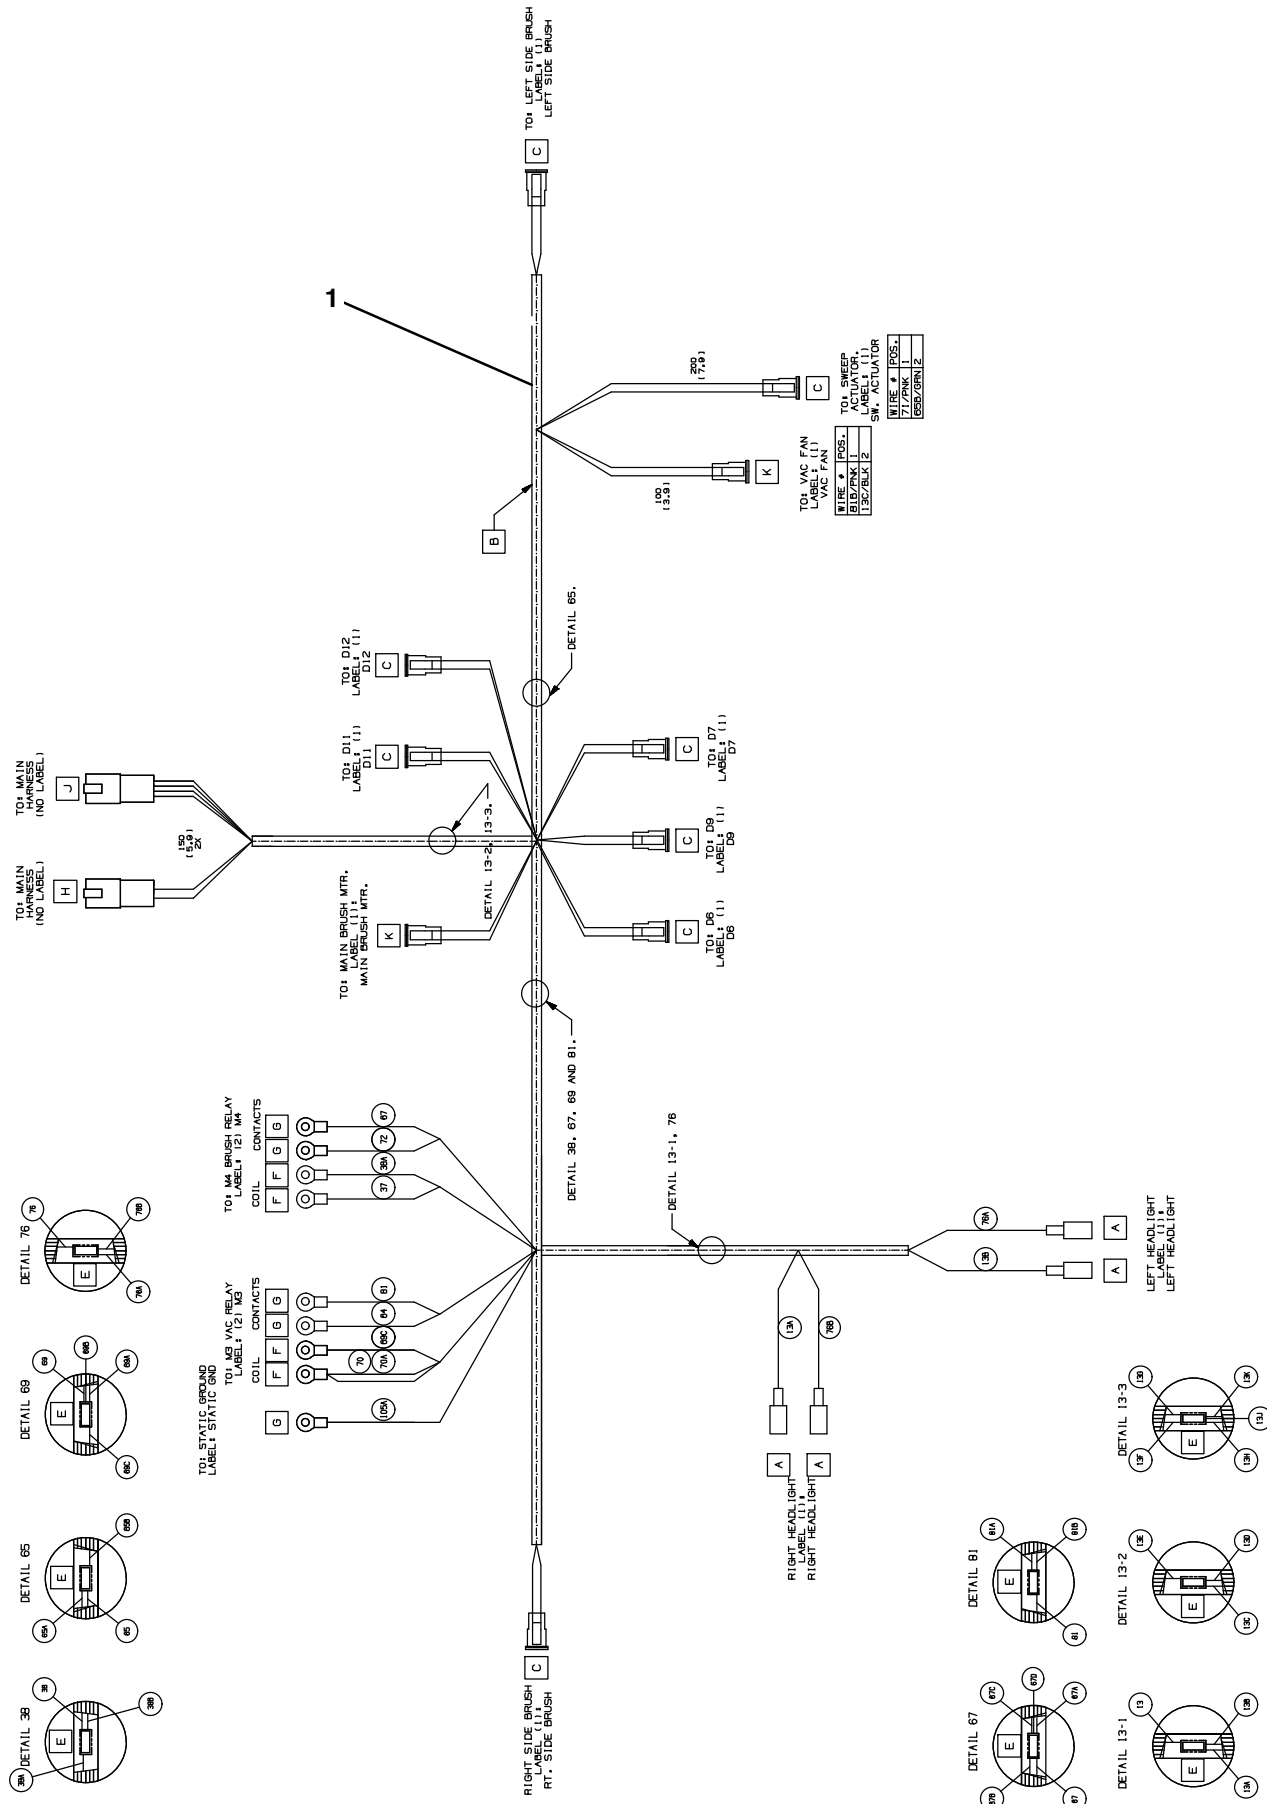 TO: LEFT SIDE BRUSH
LABEL: (1)
LEFT SIDE BRUSH
C
1
B
200
(7.9)
100
(3.9)
C
TO: SWEEP
ACTUATOR.
LABEL: (1)
SW. ACTUATOR
WIRE # POS.
71/PNK 1
65B/GRN 2
K
TO: VAC FAN
LABEL: (1)
VAC FAN
WIRE # POS.
81B/PNK 1
13C/BLK 2
DETAIL 65.
TO: D12
LABEL: (1)
D12
C
TO: D11
LABEL: (1)
D11
C
TO: MAIN
HARNESS
(NO LABEL)
J
150
(5.9)
2X
TO: MAIN
HARNESS
(NO LABEL)
H
DETAIL 13-2, 13-3.
TO: MAIN BRUSH MTR.
LABEL (1):
MAIN BRUSH MTR.
K
C
TO: D7
LABEL: (1)
D7
C
TO: D9
LABEL: (1)
D9
C
TO: D6
LABEL: (1)
D6
DETAIL 38, 67, 69 AND 81.
TO: M4 BRUSH RELAY
LABEL: (2) M4
COIL CONTACTS
G
G
F
F
67
72
38A
37
TO: M3 VAC RELAY
LABEL: (2) M3
COIL CONTACTS
G
G
F
F
81
64
69C
70
70A
TO: STATIC GROUND
LABEL: STATIC GND
G
105A
DETAIL 13-1, 76
76A
13B
A
A
LEFT HEADLIGHT
LABEL (1):
LEFT HEADLIGHT
13A
76B
A
A
RIGHT HEADLIGHT
LABEL (1):
RIGHT HEADLIGHT
C
RIGHT SIDE BRUSH
LABEL (1):
RT. SIDE BRUSH
DETAIL 76
E
76
76B
76A
DETAIL 69
E
69
69B
69A
69C
DETAIL 65
E
65A
65
65B
DETAIL 38
E
38A
38
38B
DETAIL 81
E
81A
81B
81
DETAIL 67
E
67C
67D
67A
67B
67
DETAIL 13-3
E
13G
13K
13J
13H
13F
DETAIL 13-2
E
13E
13D
13C
DETAIL 13-1
E
13
13B
13A